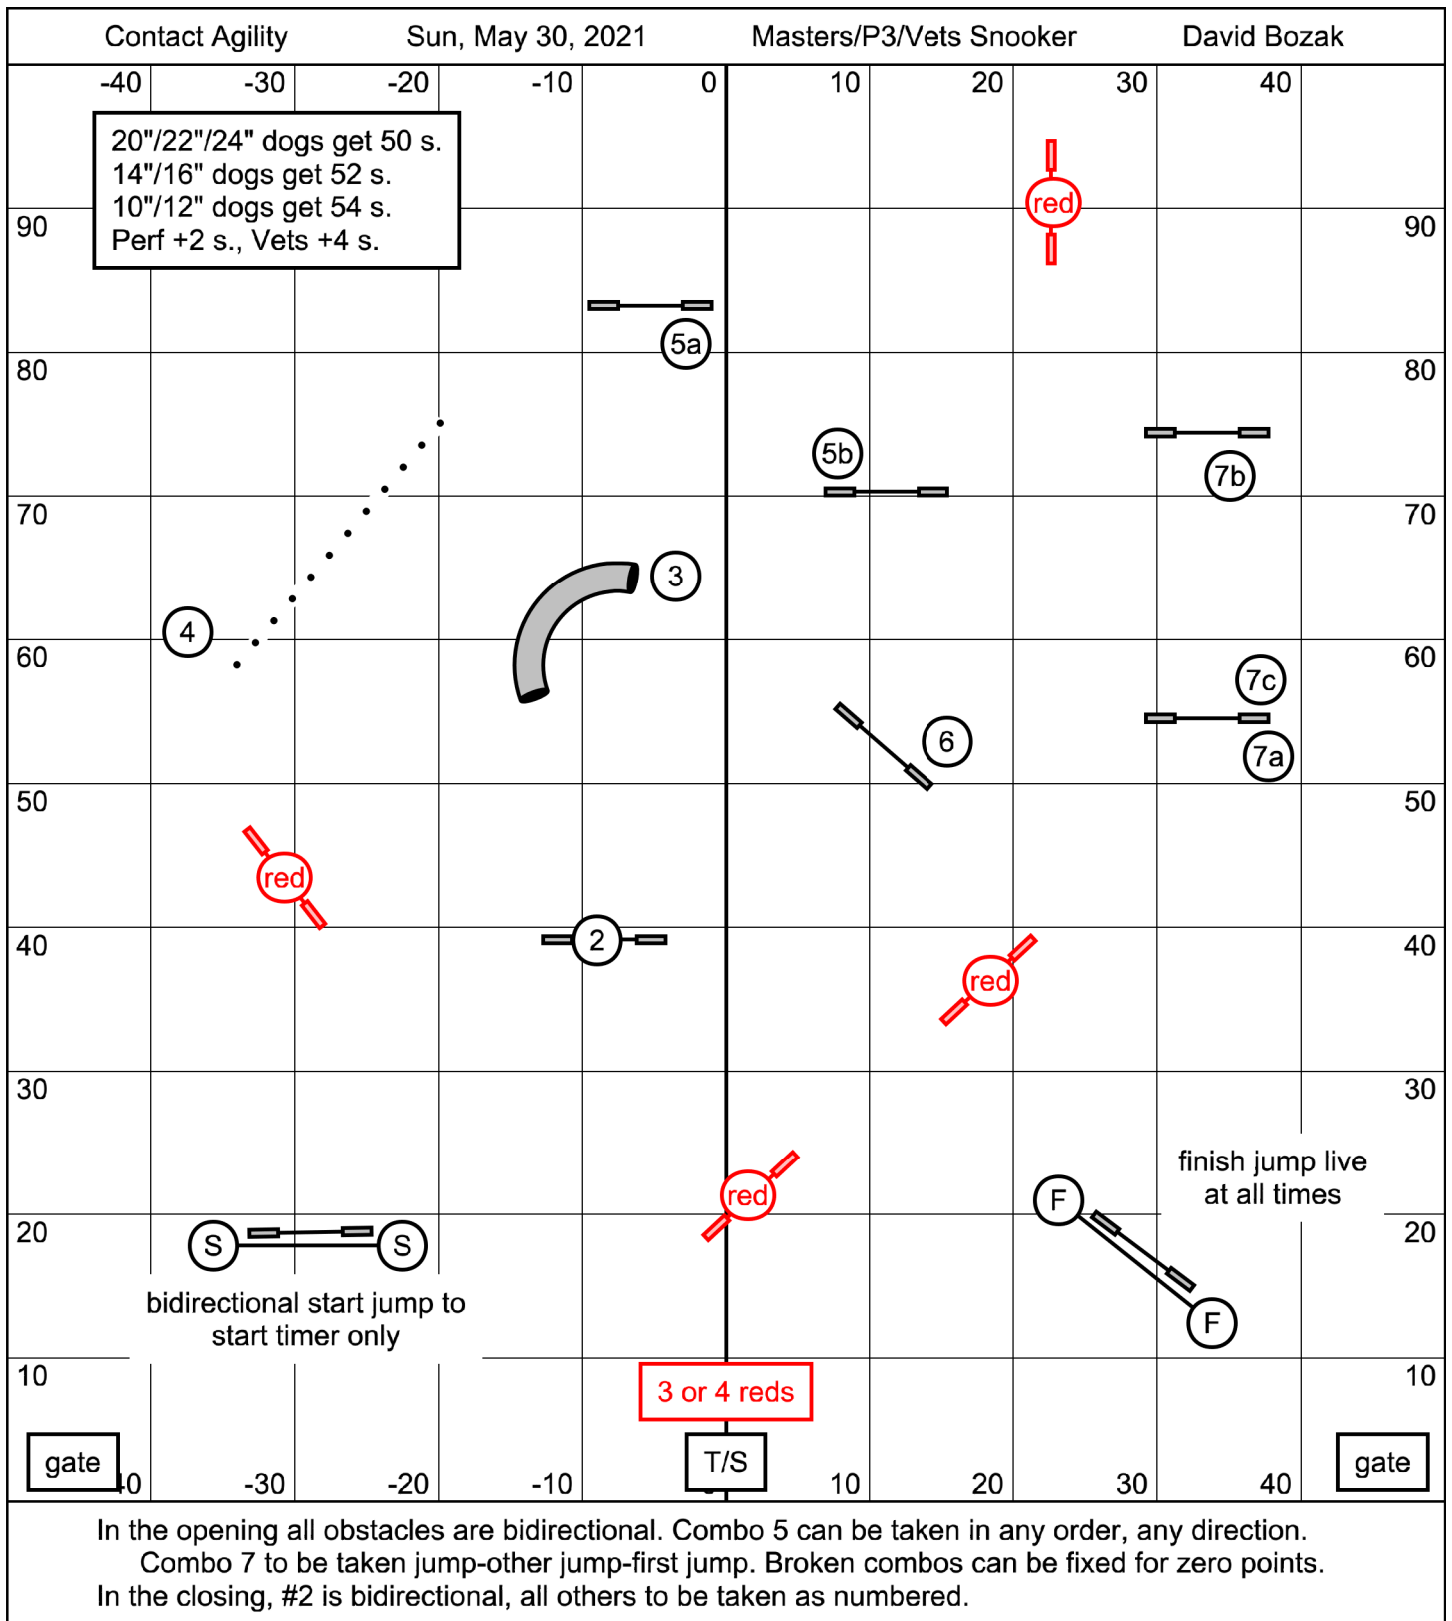 Contact Agility Sun, May 30, 2021 Masters/P3/Vets Snooker David Bozak
-40 -30 -20 -10 0 10 20 30 40
20"/22"/24" dogs get 50 s.
14"/16" dogs get 52 s.
10"/12" dogs get 54 s.
Perf +2 s., Vets +4 s.
red
90 90
5a
80 80
5b
7b
70 70
3
4
60 60
7c
6
7a
50 50
red
2
40 40
red
30 30
finish jump live
at all times
red
F
20 20
S S
bidirectional start jump to
start timer only
F
10 10
3 or 4 reds
gate T/S gate
40 -30 -20 -10 10 20 30 40
In the opening all obstacles are bidirectional. Combo 5 can be taken in any order, any direction.
Combo 7 to be taken jump-other jump-first jump. Broken combos can be fixed for zero points.
In the closing, #2 is bidirectional, all others to be taken as numbered.